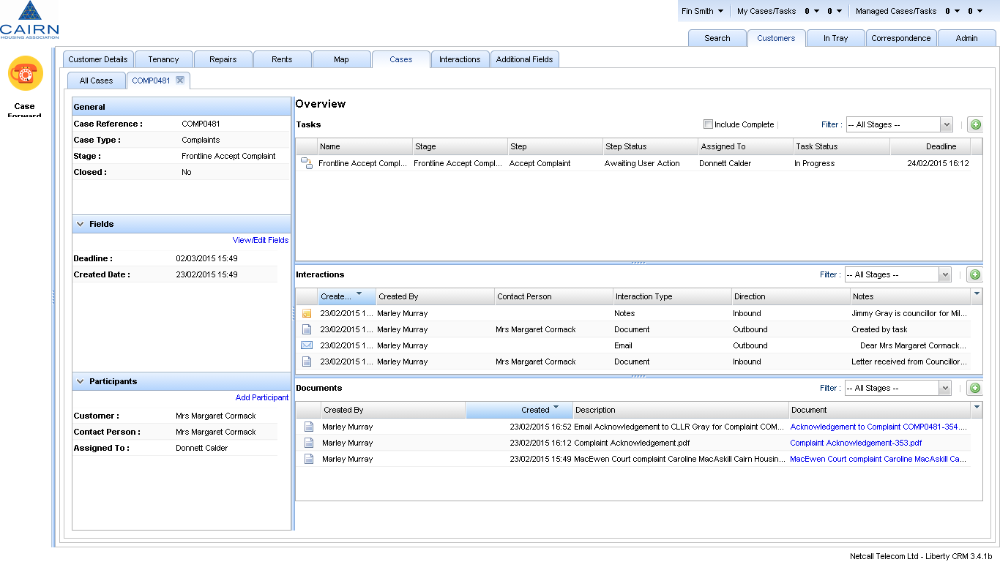 CAIRN
HOUSING ASSOCIATION
Fin Smith My Cases/Tasks 0 0 Managed Cases/Tasks 0 0
Search Customers In Tray Correspondence Admin
Customer Details Tenancy Repairs Rents Map Cases Interactions Additional Fields
All Cases COMP0481
Case
Forward
General
Case Reference : COMP0481
Case Type : Complaints
Stage : Frontline Accept Complaint
Closed : No
Fields
View/Edit Fields
Deadline : 02/03/2015 15:49
Created Date : 23/02/2015 15:49
Participants
Add Participant
Customer : Mrs Margaret Cormack
Contact Person : Mrs Margaret Cormack
Assigned To : Donnett Calder
Overview
Tasks Include Complete Filter : -- All Stages --
Name Stage Step Step Status Assigned To Task Status Deadline
Frontline Accept Compl... Frontline Accept Compl... Accept Complaint Awaiting User Action Donnett Calder In Progress 24/02/2015 16:12
Interactions Filter : -- All Stages --
Create... Created By Contact Person Interaction Type Direction Notes
23/02/2015 1... Marley Murray Notes Inbound Jimmy Gray is councillor for Mil...
23/02/2015 1... Marley Murray Mrs Margaret Cormack Document Outbound Created by task
23/02/2015 1... Marley Murray Email Outbound Dear Mrs Margaret Cormack...
23/02/2015 1... Marley Murray Mrs Margaret Cormack Document Inbound Letter received from Councillor...
Documents Filter : -- All Stages --
Created By Created Description Document
Marley Murray 23/02/2015 16:52 Email Acknowledgement to CLLR Gray for Complaint COM... Acknowledgement to Complaint COMP0481-354....
Marley Murray 23/02/2015 16:12 Complaint Acknowledgement.pdf Complaint Acknowledgement-353.pdf
Marley Murray 23/02/2015 15:49 MacEwen Court complaint Caroline MacAskill Cairn Housin... MacEwen Court complaint Caroline MacAskill Ca...
Netcall Telecom Ltd - Liberty CRM 3.4.1b